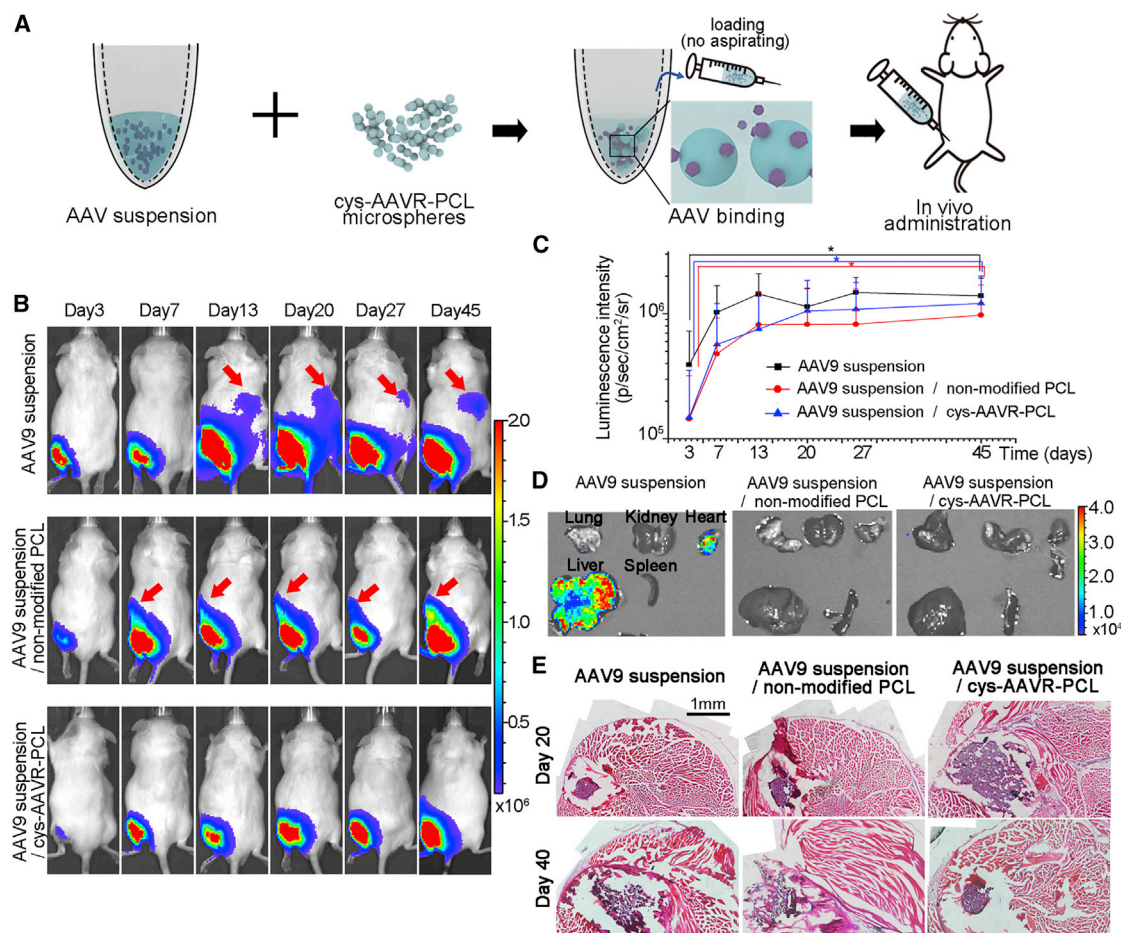 A
loading
(no aspirating)
AAV suspension
cys-AAVR-PCL
microspheres
AAV binding
In vivo
administration
B
Day3 Day7 Day13 Day20 Day27 Day45
AAV9 suspension
AAV9 suspension
/ non-modified PCL
AAV9 suspension
/ cys-AAVR-PCL
20
1.5
1.0
0.5
x10⁶
C
Luminescence intensity
(p/sec/cm²/sr)
10⁶
10⁵
* * *
AAV9 suspension
AAV9 suspension / non-modified PCL
AAV9 suspension / cys-AAVR-PCL
3 7 13 20 27 45 Time (days)
D
AAV9 suspension
AAV9 suspension
/ non-modified PCL
AAV9 suspension
/ cys-AAVR-PCL
Lung Kidney Heart
Liver Spleen
4.0
3.0
2.0
1.0
x10⁴
E
AAV9 suspension
AAV9 suspension
/ non-modified PCL
AAV9 suspension
/ cys-AAVR-PCL
1mm
Day 20
Day 40